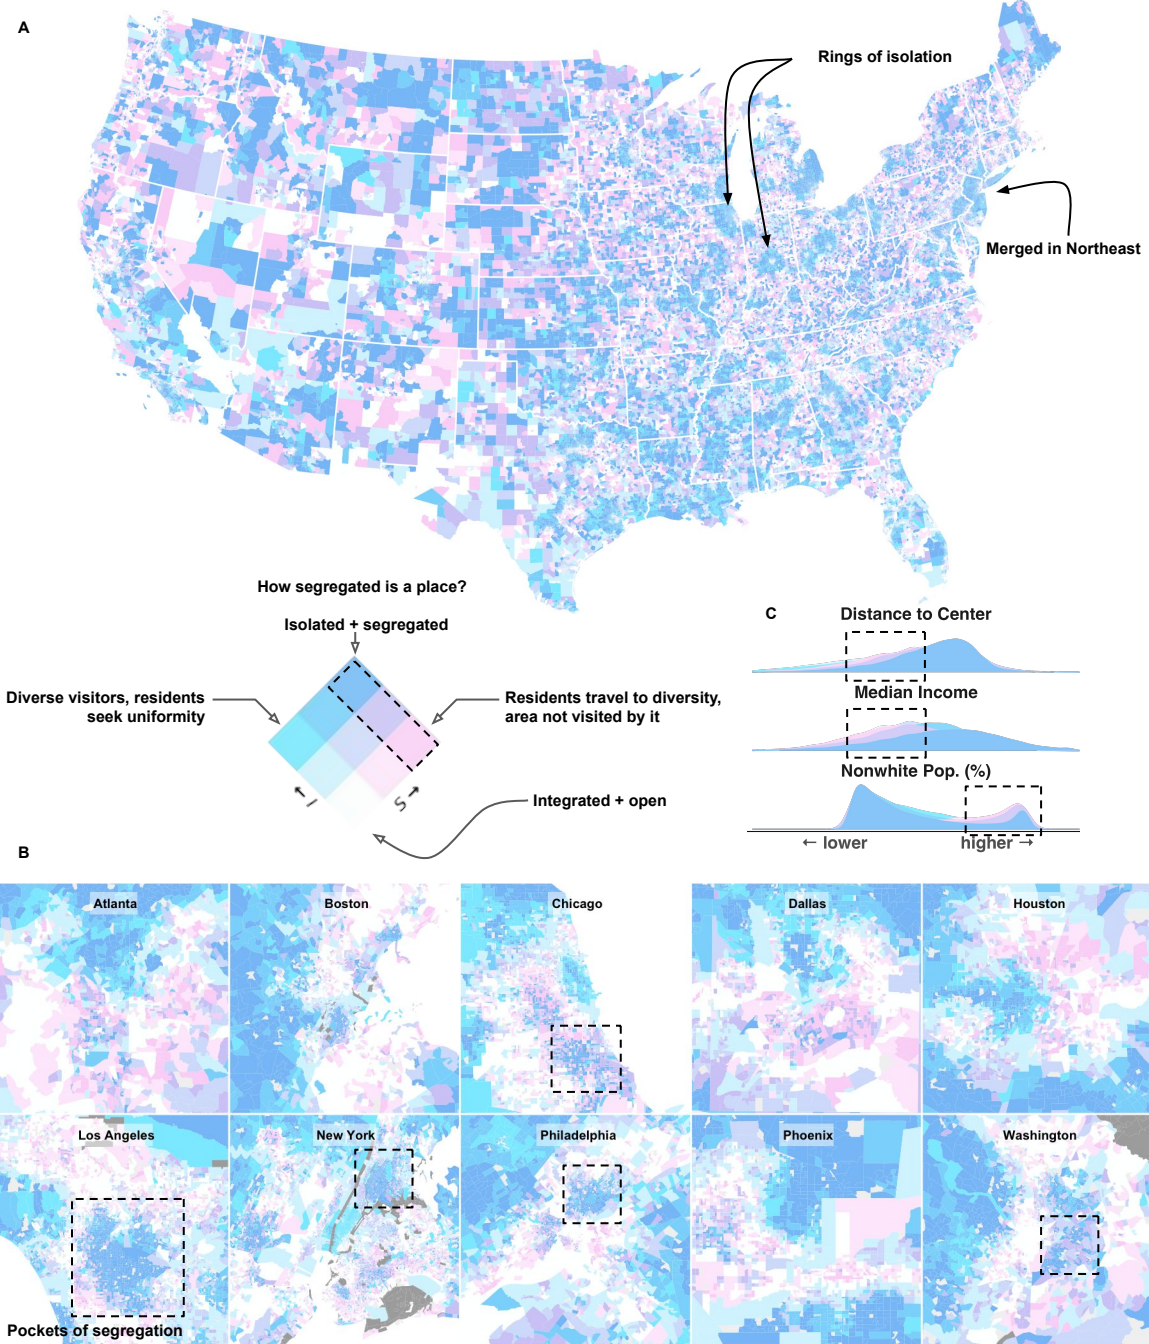 A
Rings of isolation
Merged in Northeast
How segregated is a place?
Isolated + segregated
Diverse visitors, residents
seek uniformity
Residents travel to diversity,
area not visited by it
← I
S →
Integrated + open
C
Distance to Center
Median Income
Nonwhite Pop. (%)
← lower
higher →
B
Atlanta
Boston
Chicago
Dallas
Houston
Los Angeles
New York
Philadelphia
Phoenix
Washington
Pockets of segregation